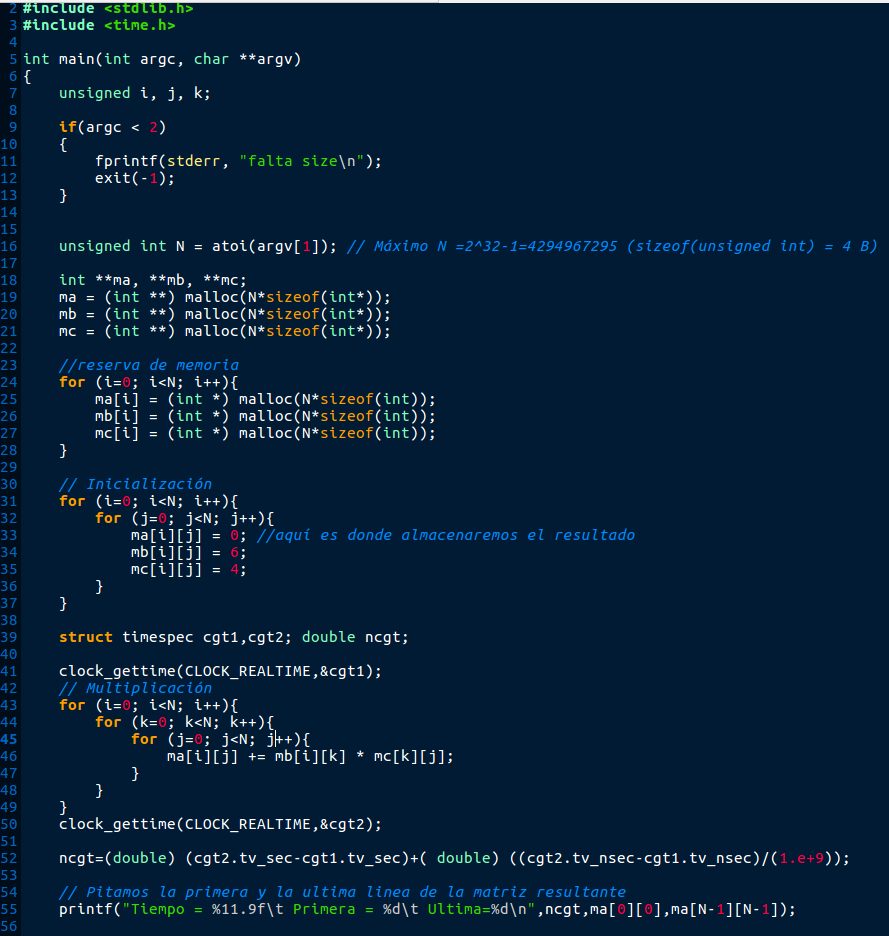 2 #include <stdlib.h>
3 #include <time.h>
4
5 int main(int argc, char **argv)
6 {
7     unsigned i, j, k;
8
9     if(argc < 2)
10     {
11         fprintf(stderr, "falta size\n");
12         exit(-1);
13     }
14
15
16     unsigned int N = atoi(argv[1]); // Máximo N =2^32-1=4294967295 (sizeof(unsigned int) = 4 B)
17
18     int **ma, **mb, **mc;
19     ma = (int **) malloc(N*sizeof(int*));
20     mb = (int **) malloc(N*sizeof(int*));
21     mc = (int **) malloc(N*sizeof(int*));
22
23     //reserva de memoria
24     for (i=0; i<N; i++){
25         ma[i] = (int *) malloc(N*sizeof(int));
26         mb[i] = (int *) malloc(N*sizeof(int));
27         mc[i] = (int *) malloc(N*sizeof(int));
28     }
29
30     // Inicialización
31     for (i=0; i<N; i++){
32         for (j=0; j<N; j++){
33             ma[i][j] = 0; //aquí es donde almacenaremos el resultado
34             mb[i][j] = 6;
35             mc[i][j] = 4;
36         }
37     }
38
39     struct timespec cgt1,cgt2; double ncgt;
40
41     clock_gettime(CLOCK_REALTIME,&cgt1);
42     // Multiplicación
43     for (i=0; i<N; i++){
44         for (k=0; k<N; k++){
45             for (j=0; j<N; j++){
46                 ma[i][j] += mb[i][k] * mc[k][j];
47             }
48         }
49     }
50     clock_gettime(CLOCK_REALTIME,&cgt2);
51
52     ncgt=(double) (cgt2.tv_sec-cgt1.tv_sec)+( double) ((cgt2.tv_nsec-cgt1.tv_nsec)/(1.e+9));
53
54     // Pitamos la primera y la ultima linea de la matriz resultante
55     printf("Tiempo = %11.9f\t Primera = %d\t Ultima=%d\n",ncgt,ma[0][0],ma[N-1][N-1]);
56